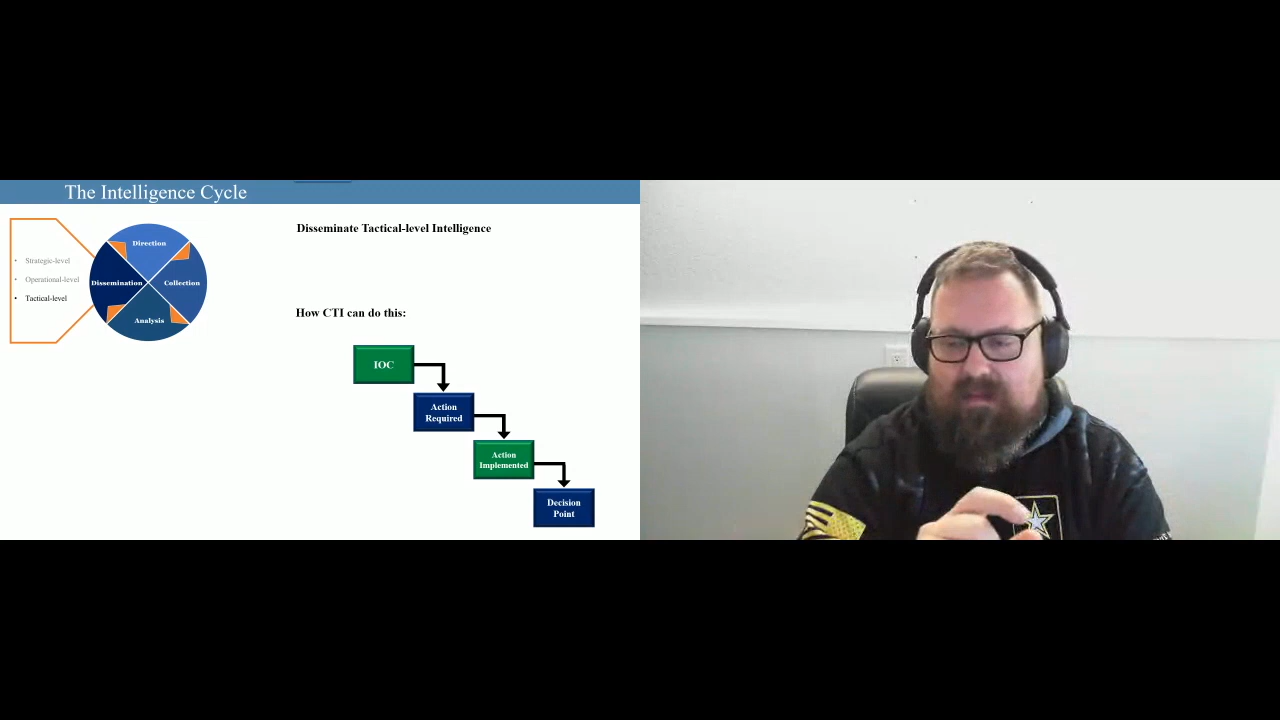 The Intelligence Cycle
Disseminate Tactical-level Intelligence
• Strategic-level
• Operational-level
• Tactical-level
Direction
Dissemination
Collection
Analysis
How CTI can do this:
IOC
Action
Required
Action
Implemented
Decision
Point